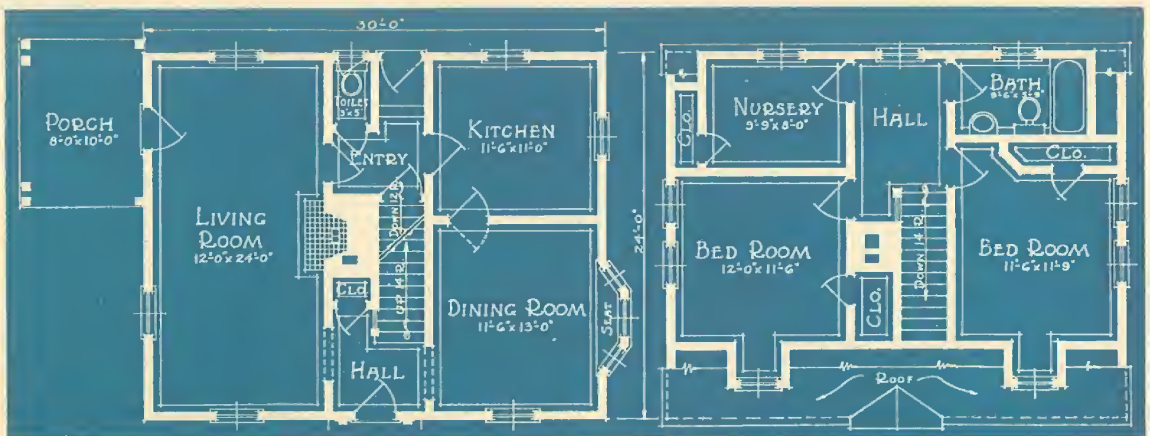 30'-0"
PORCH
8'-0"x10'-0"
TOILET
3'x5'
KITCHEN
11'-6"x11'-0"
ENTRY
LIVING
ROOM
12'-0"x24'-0"
DOWN 12 R.
UP 14 R.
CLO.
DINING ROOM
11'-6"x13'-0"
SEAT
HALL
24'-0"
NURSERY
9'-9"x8'-0"
CLO.
HALL
BATH
CLO.
BED ROOM
12'-0"x11'-6"
DOWN 14 R.
BED ROOM
11'-6"x11'-9"
CLO.
ROOF